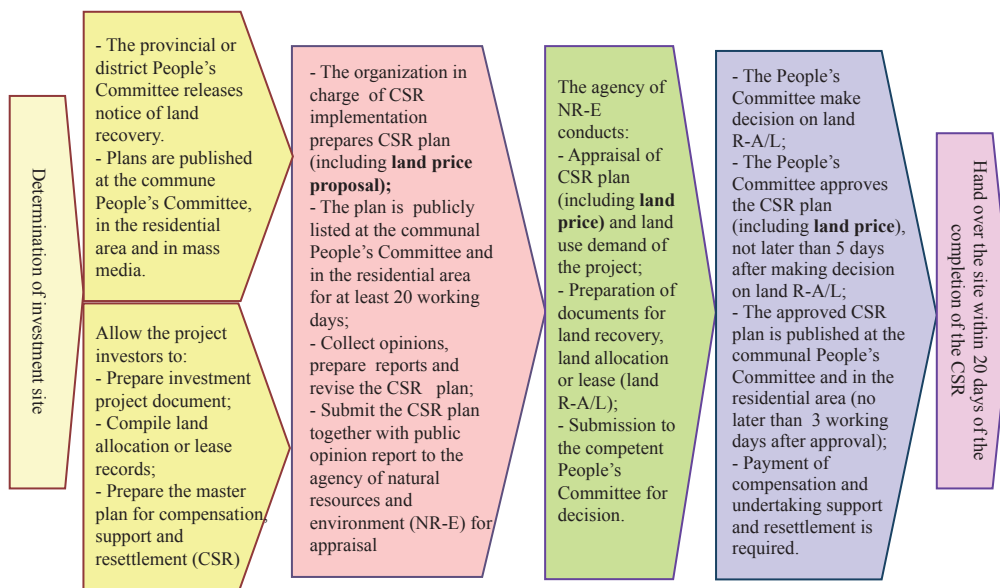 Determination of investment site
- The provincial or
district People's
Committee releases
notice of land
recovery.
- Plans are published
at the commune
People's Committee,
in the residential
area and in mass
media.
Allow the project
investors to:
- Prepare investment
project document;
- Compile land
allocation or lease
records;
- Prepare the master
plan for compensation,
support and
resettlement (CSR)
- The organization in
charge of CSR
implementation
prepares CSR plan
(including land price
proposal);
- The plan is publicly
listed at the communal
People's Committee and
in the residential area
for at least 20 working
days;
- Collect opinions,
prepare reports and
revise the CSR plan;
- Submit the CSR plan
together with public
opinion report to the
agency of natural
resources and
environment (NR-E) for
appraisal
The agency of
NR-E
conducts:
- Appraisal of
CSR plan
(including land
price) and land
use demand of
the project;
- Preparation of
documents for
land recovery,
land allocation
or lease (land
R-A/L);
- Submission to
the competent
People's
Committee for
decision.
- The People's
Committee make
decision on land
R-A/L;
- The People's
Committee approves
the CSR plan
(including land price),
not later than 5 days
after making decision
on land R-A/L;
- The approved CSR
plan is published at the
communal People's
Committee and in the
residential area (no
later than 3 working
days after approval);
- Payment of
compensation and
undertaking support
and resettlement is
required.
Hand over the site within 20 days of the
completion of the CSR